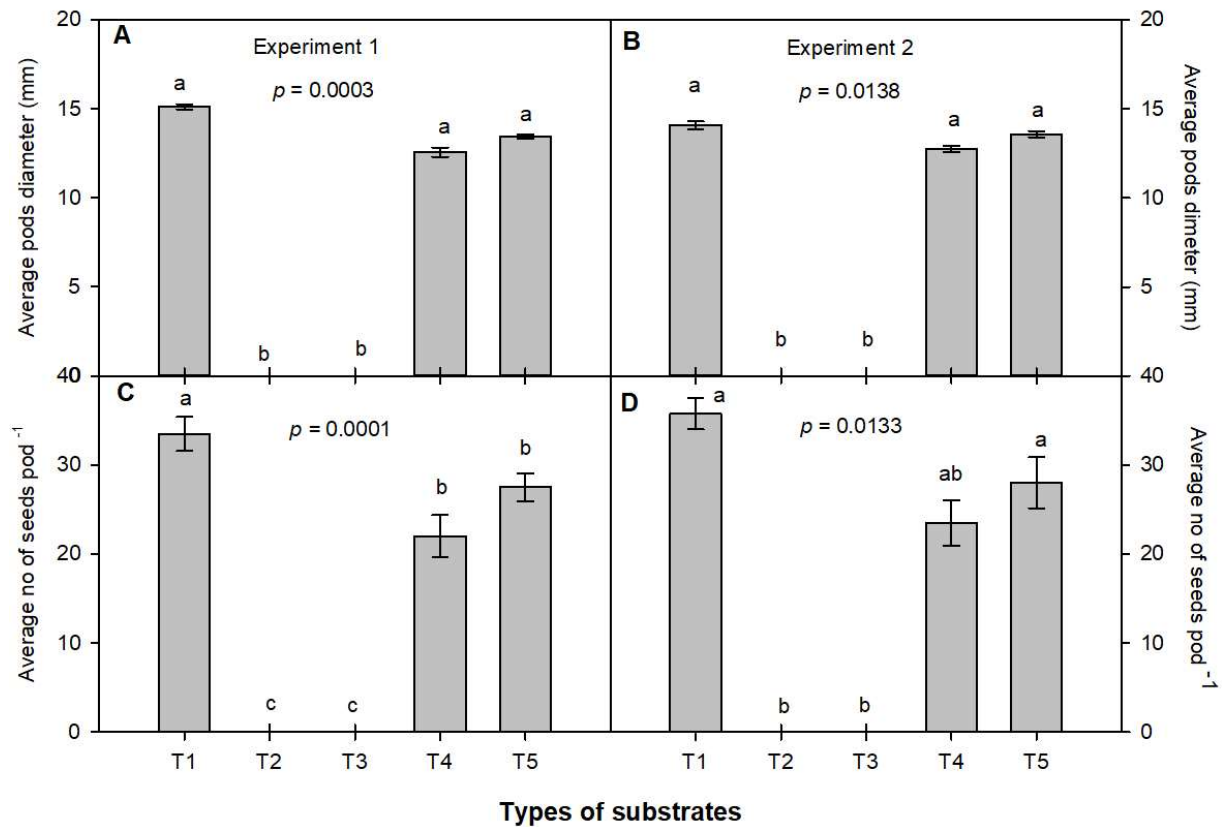 A
Experiment 1
p = 0.0003
a
b
b
a
a
20
15
10
5
40
Average pods diameter (mm)
B
Experiment 2
p = 0.0138
a
b
b
a
a
20
15
10
5
40
Average pods dimeter (mm)
C
p = 0.0001
a
c
c
b
b
30
20
10
0
Average no of seeds pod -1
D
p = 0.0133
a
b
b
ab
a
30
20
10
0
Average no of seeds pod -1
T1 T2 T3 T4 T5
T1 T2 T3 T4 T5
Types of substrates